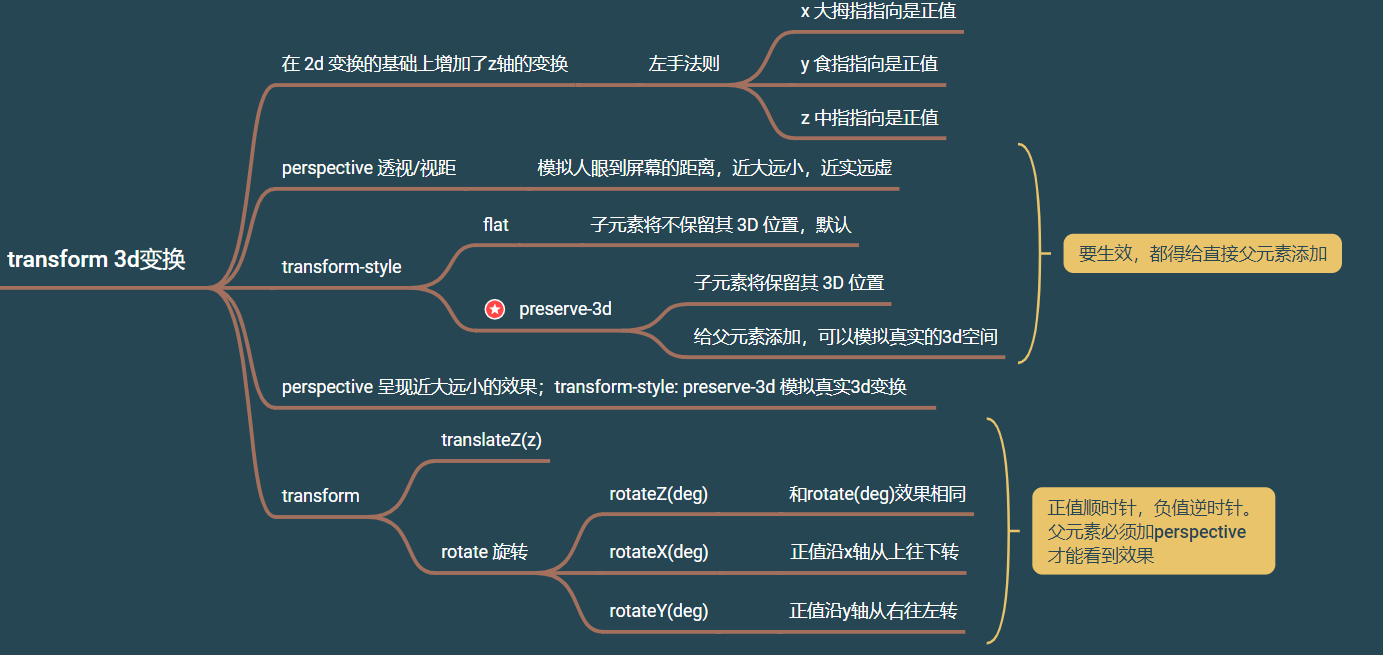 transform 3d变换
在 2d 变换的基础上增加了z轴的变换
左手法则
x 大拇指指向是正值
y 食指指向是正值
z 中指指向是正值
perspective 透视/视距
模拟人眼到屏幕的距离，近大远小，近实远虚
transform-style
flat
子元素将不保留其 3D 位置，默认
preserve-3d
子元素将保留其 3D 位置
给父元素添加，可以模拟真实的3d空间
要生效，都得给直接父元素添加
perspective 呈现近大远小的效果；transform-style: preserve-3d 模拟真实3d变换
transform
translateZ(z)
rotate 旋转
rotateZ(deg)
和rotate(deg)效果相同
rotateX(deg)
正值沿x轴从上往下转
rotateY(deg)
正值沿y轴从右往左转
正值顺时针，负值逆时针。
父元素必须加perspective
才能看到效果